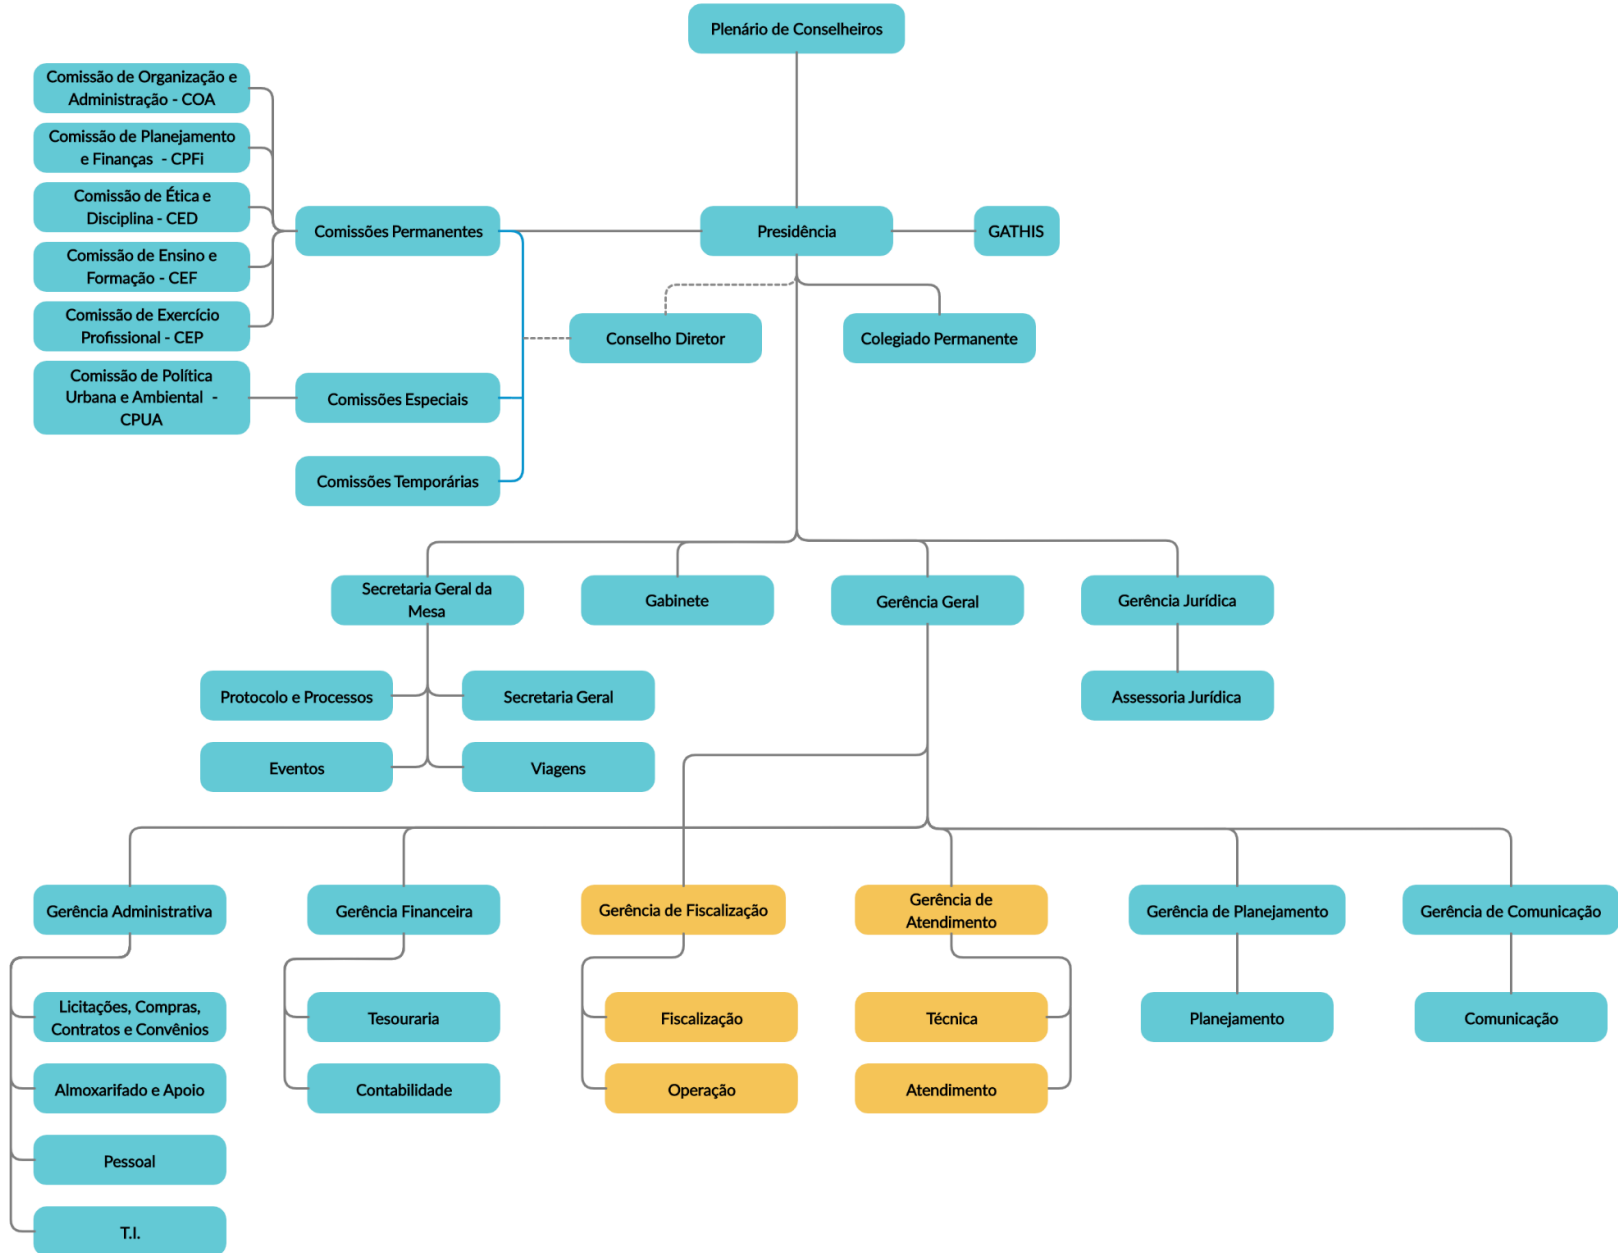 Plenário de Conselheiros
Comissão de Organização e
Administração - COA
Comissão de Planejamento
e Finanças - CPFi
Comissão de Ética e
Disciplina - CED
Comissão de Ensino e
Formação - CEF
Comissão de Exercício
Profissional - CEP
Comissão de Política
Urbana e Ambiental -
CPUA
Comissões Permanentes
Presidência
GATHIS
Conselho Diretor
Colegiado Permanente
Comissões Especiais
Comissões Temporárias
Secretaria Geral da
Mesa
Gabinete
Gerência Geral
Gerência Jurídica
Protocolo e Processos
Secretaria Geral
Assessoria Jurídica
Eventos
Viagens
Gerência Administrativa
Gerência Financeira
Gerência de Fiscalização
Gerência de
Atendimento
Gerência de Planejamento
Gerência de Comunicação
Licitações, Compras,
Contratos e Convênios
Tesouraria
Fiscalização
Técnica
Planejamento
Comunicação
Almoxarifado e Apoio
Contabilidade
Operação
Atendimento
Pessoal
T.I.